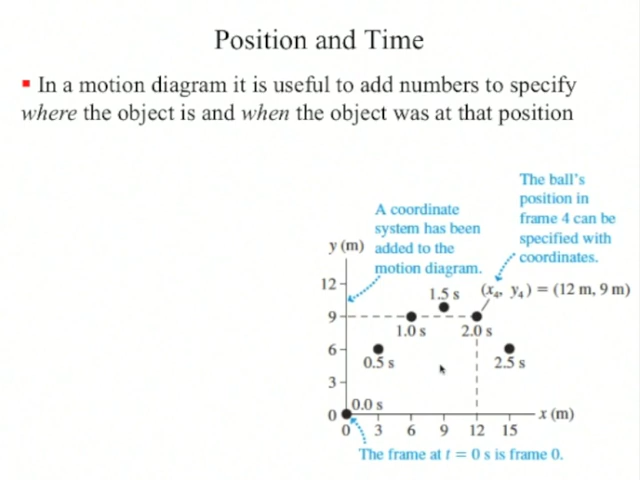 Position and Time
▪ In a motion diagram it is useful to add numbers to specify
where the object is and when the object was at that position
The ball's
position in
frame 4 can be
specified with
coordinates.
A coordinate
system has been
added to the
motion diagram.
y (m)
(x₄, y₄) = (12 m, 9 m)
12
9
6
3
0
1.5 s
1.0 s
2.0 s
0.5 s
2.5 s
0.0 s
x (m)
0 3 6 9 12 15
The frame at t = 0 s is frame 0.